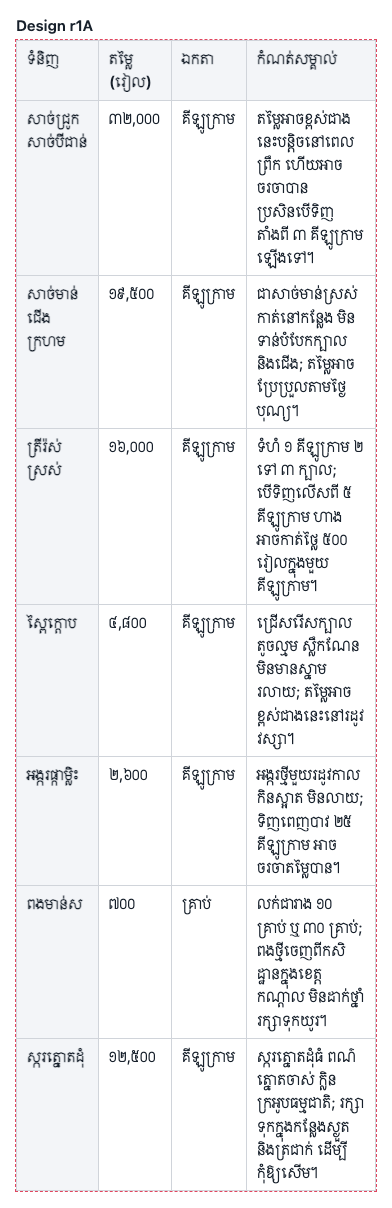 Design r1A
ទំនិញ
តម្លៃ
(រៀល)
ឯកតា
កំណត់សម្គាល់
សាច់ជ្រូក
សាច់បីជាន់
៣២,០០០
គីឡូក្រាម
តម្លៃអាចខ្ពស់ជាង
នេះបន្តិចនៅពេល
ព្រឹក ហើយអាច
ចរចាបាន
ប្រសិនបើទិញ
តាំងពី ៣ គីឡូក្រាម
ឡើងទៅ។
សាច់មាន់
ជើង
ក្រហម
១៩,៥០០
គីឡូក្រាម
ជាសាច់មាន់ស្រស់
កាត់នៅកន្លែង មិន
ទាន់បំបែកក្បាល
និងជើង; តម្លៃអាច
ប្រែប្រួលតាមថ្ងៃ
បុណ្យ។
ត្រីរ៉ស់
ស្រស់
១៦,០០០
គីឡូក្រាម
ទំហំ ១ គីឡូក្រាម ២
ទៅ ៣ ក្បាល;
បើទិញលើសពី ៥
គីឡូក្រាម ហាង
អាចកាត់ថ្លៃ ៥០០
រៀលក្នុងមួយ
គីឡូក្រាម។
ស្ពៃក្តោប
៤,៨០០
គីឡូក្រាម
ជ្រើសរើសក្បាល
តូចល្មម ស្លឹកណែន
មិនមានស្នាម
រលាយ; តម្លៃអាច
ខ្ពស់ជាងនេះនៅរដូវ
វស្សា។
អង្ករផ្កាម្លិះ
២,៦០០
គីឡូក្រាម
អង្ករថ្មីមួយរដូវកាល
កិនស្អាត មិនលាយ;
ទិញពេញបាវ ២៥
គីឡូក្រាម អាច
ចរចាតម្លៃបាន។
ពងមាន់ស
៧០០
គ្រាប់
លក់ជារាង ១០
គ្រាប់ ឬ ៣០ គ្រាប់;
ពងថ្មីចេញពីកសិ
ដ្ឋានក្នុងខេត្ត
កណ្តាល មិនដាក់ថ្នាំ
រក្សាទុកយូរ។
ស្ករត្នោតដុំ
១២,៥០០
គីឡូក្រាម
ស្ករត្នោតដុំធំ ពណ៌
ត្នោតចាស់ ក្លិន
ក្រអូបធម្មជាតិ; រក្សា
ទុកក្នុងកន្លែងស្ងួត
និងត្រជាក់ ដើម្បី
កុំឱ្យសើម។